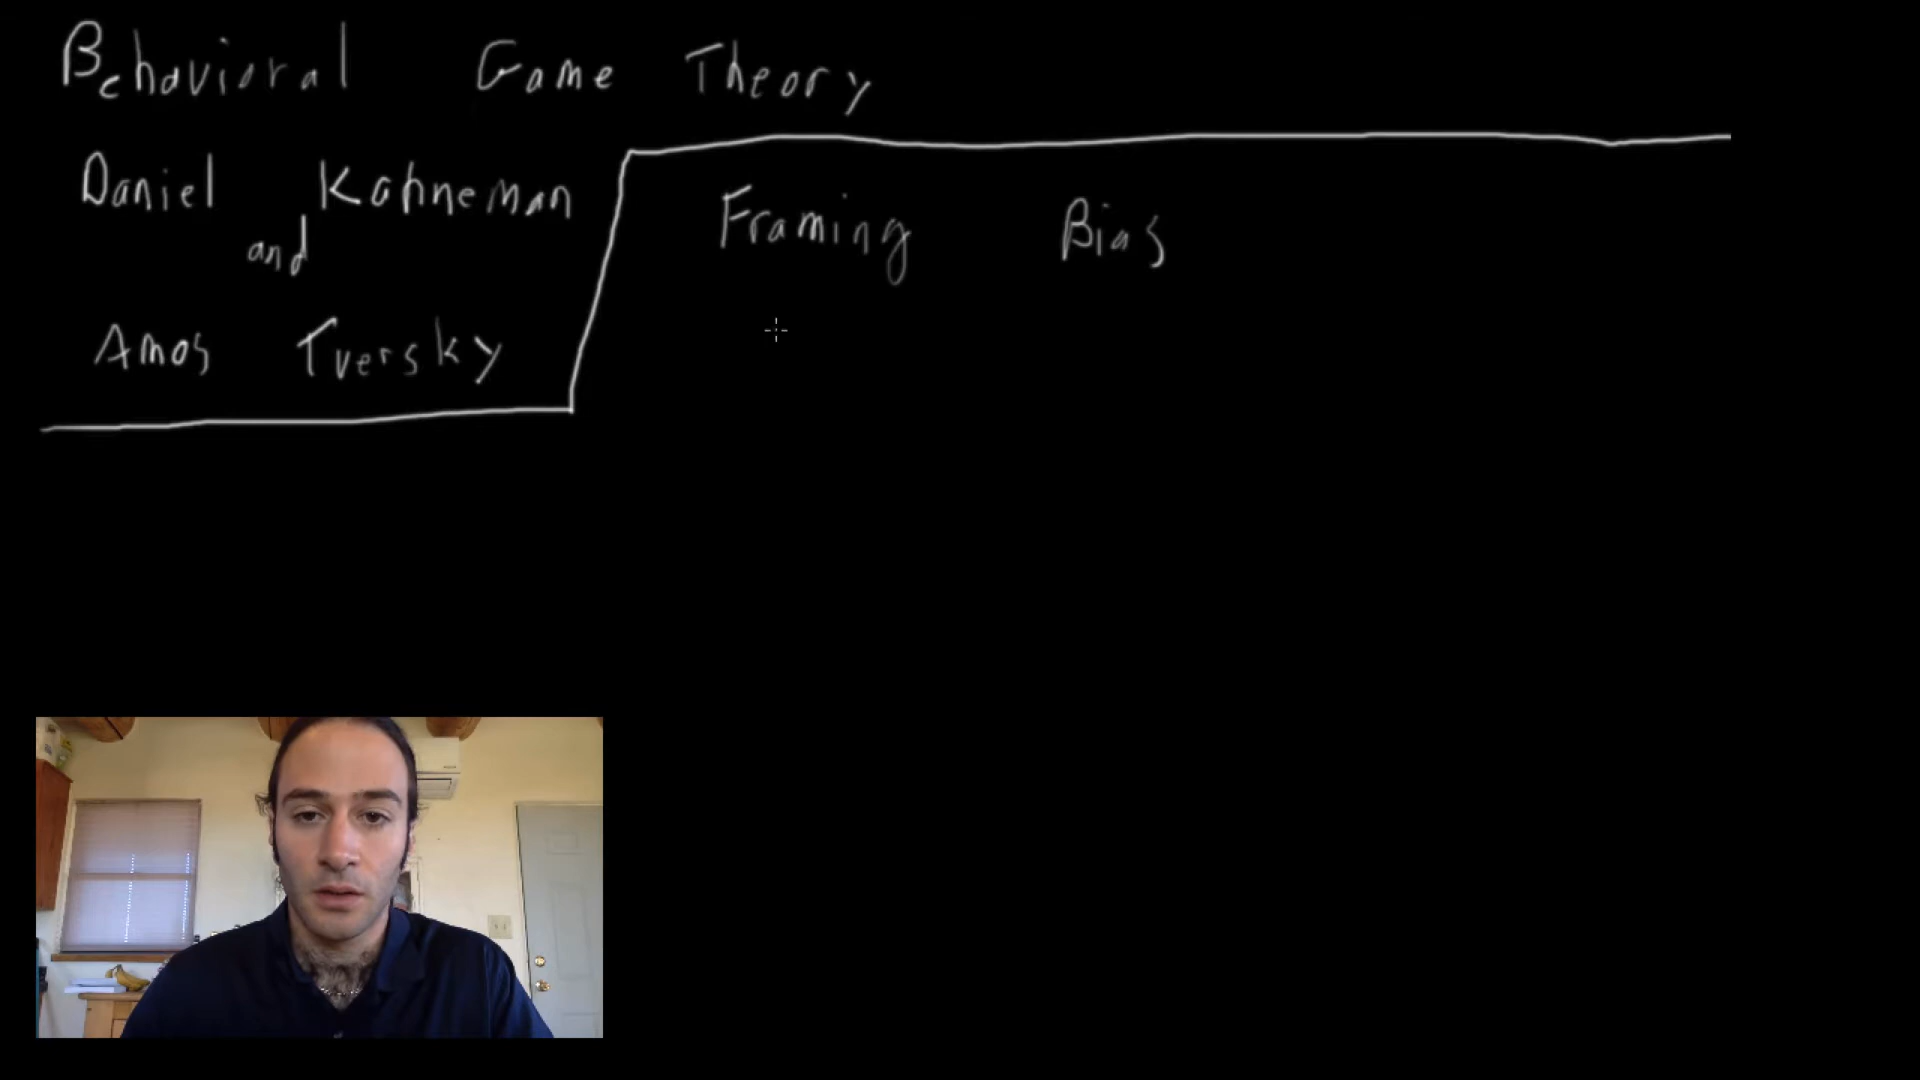 Behavioral Game Theory
Daniel Kahneman
and
Amos Tversky
Framing Bias